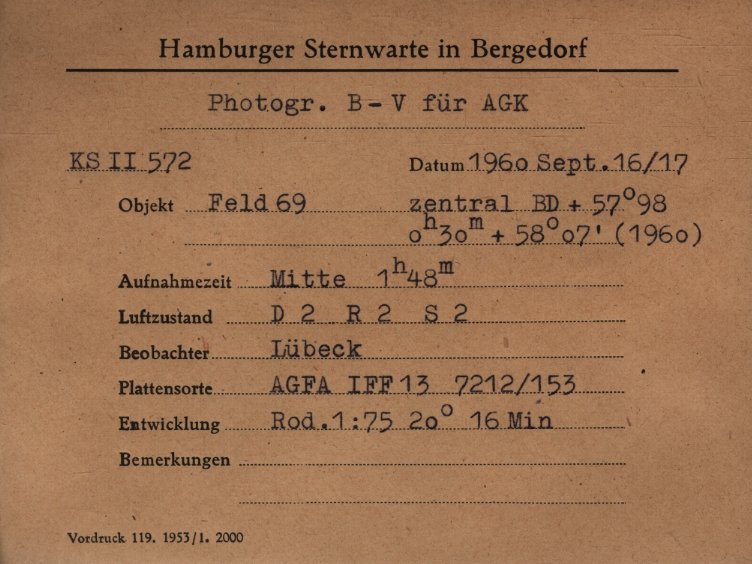 Hamburger Sternwarte in Bergedorf
Photogr. B-V für AGK
KS II 572 Datum 1960 Sept. 16/17
Objekt Feld 69 zentral BD + 57°98
0h30m + 58°07' (1960)
Aufnahmezeit Mitte 1h48m
Luftzustand D 2 R 2 S 2
Beobachter Lübeck
Plattensorte AGFA IFF 13 7212/153
Entwicklung Rod. 1:75 20° 16 Min
Bemerkungen
Vordruck 119. 1953/1. 2000